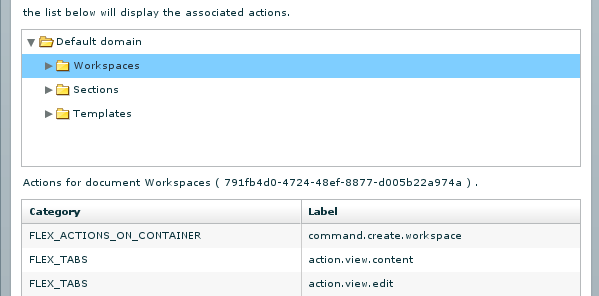 the list below will display the associated actions.
Default domain
Workspaces
Sections
Templates
Actions for document Workspaces ( 791fb4d0-4724-48ef-8877-d005b22a974a ) .
Category Label
FLEX_ACTIONS_ON_CONTAINER command.create.workspace
FLEX_TABS action.view.content
FLEX_TABS action.view.edit